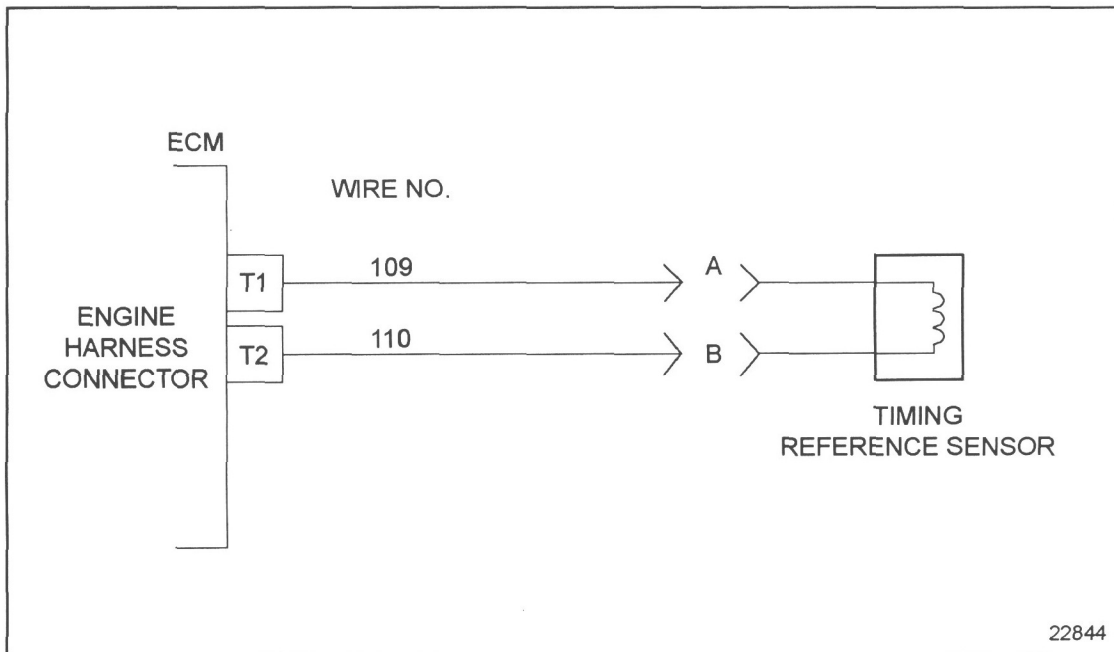 ECM
WIRE NO.
T1
109
A
ENGINE
HARNESS
CONNECTOR
T2
110
B
TIMING
REFERENCE SENSOR
22844